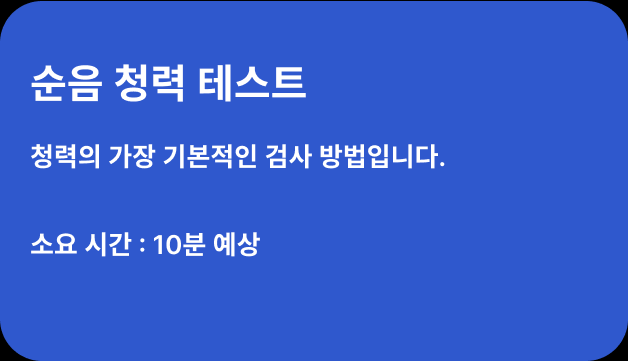 순음 청력 테스트
청력의 가장 기본적인 검사 방법입니다.
소요 시간 : 10분 예상